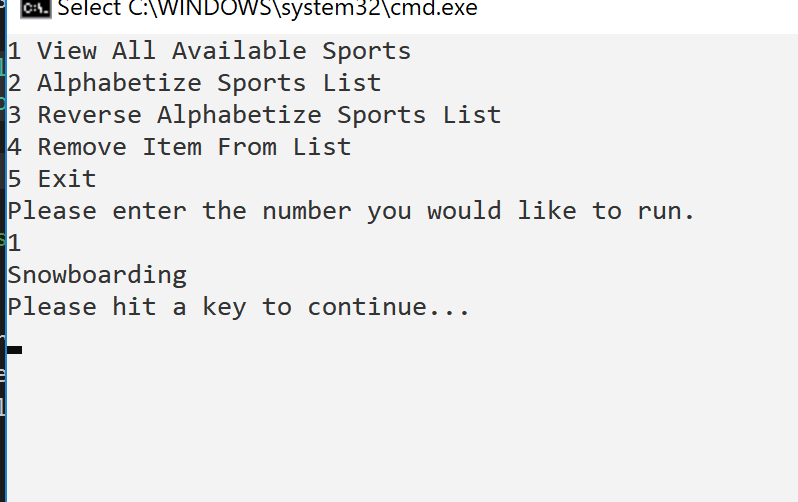 Select C:\WINDOWS\system32\cmd.exe
1 View All Available Sports
2 Alphabetize Sports List
3 Reverse Alphabetize Sports List
4 Remove Item From List
5 Exit
Please enter the number you would like to run.
1
Snowboarding
Please hit a key to continue...